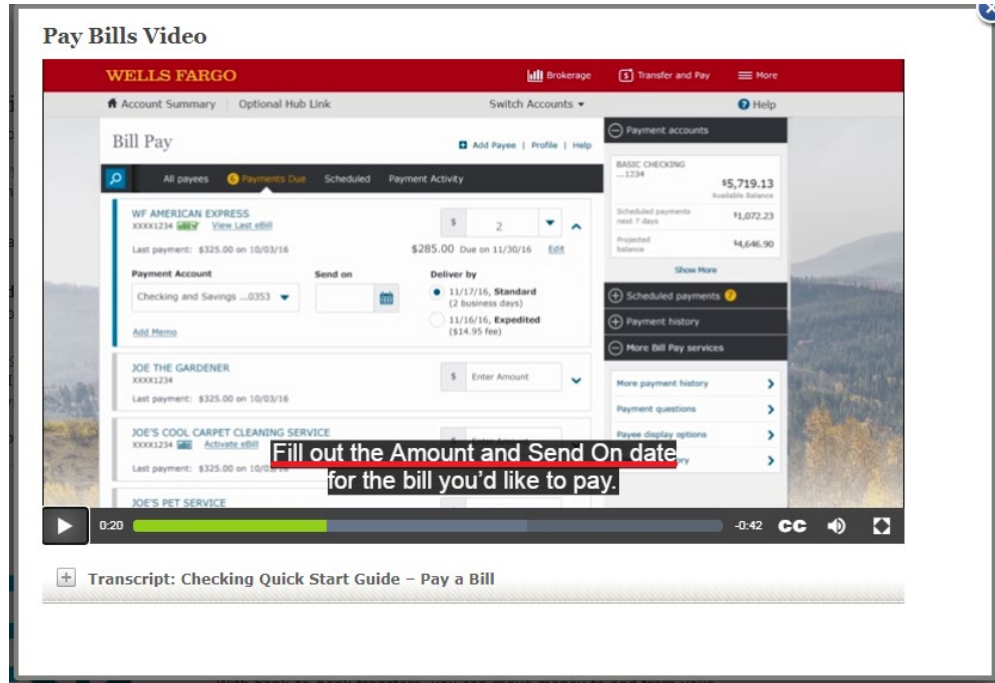 Pay Bills Video
WELLS FARGO
Brokerage
Transfer and Pay
More
Account Summary | Optional Hub Link
Switch Accounts
Help
Bill Pay
Add Payee | Profile | Help
All payees
6 Payments Due
Scheduled
Payment Activity
WF AMERICAN EXPRESS
XXXX1234 View Last eBill
$ 2
Last payment: $325.00 on 10/03/16
$285.00 Due on 11/30/16 Edit
Payment Account
Send on
Deliver by
Checking and Savings ...0353
11/17/16, Standard
(2 business days)
11/16/16, Expedited
($14.95 fee)
Add Memo
JOE THE GARDENER
XXXX1234
$ Enter Amount
Last payment: $325.00 on 10/03/16
JOE'S COOL CARPET CLEANING SERVICE
XXXX1234 Activate eBill
Last payment: $325.00 on
JOE'S PET SERVICE
Payment accounts
BASIC CHECKING
...1234
$5,719.13
Available Balance
Scheduled payments
next 7 days
$1,072.23
Projected
balance
$4,646.90
Show More
Scheduled payments 7
Payment history
More Bill Pay services
More payment history
Payment questions
Payee display options
Fill out the Amount and Send On date
for the bill you'd like to pay.
0:20
-0:42
CC
Transcript: Checking Quick Start Guide – Pay a Bill